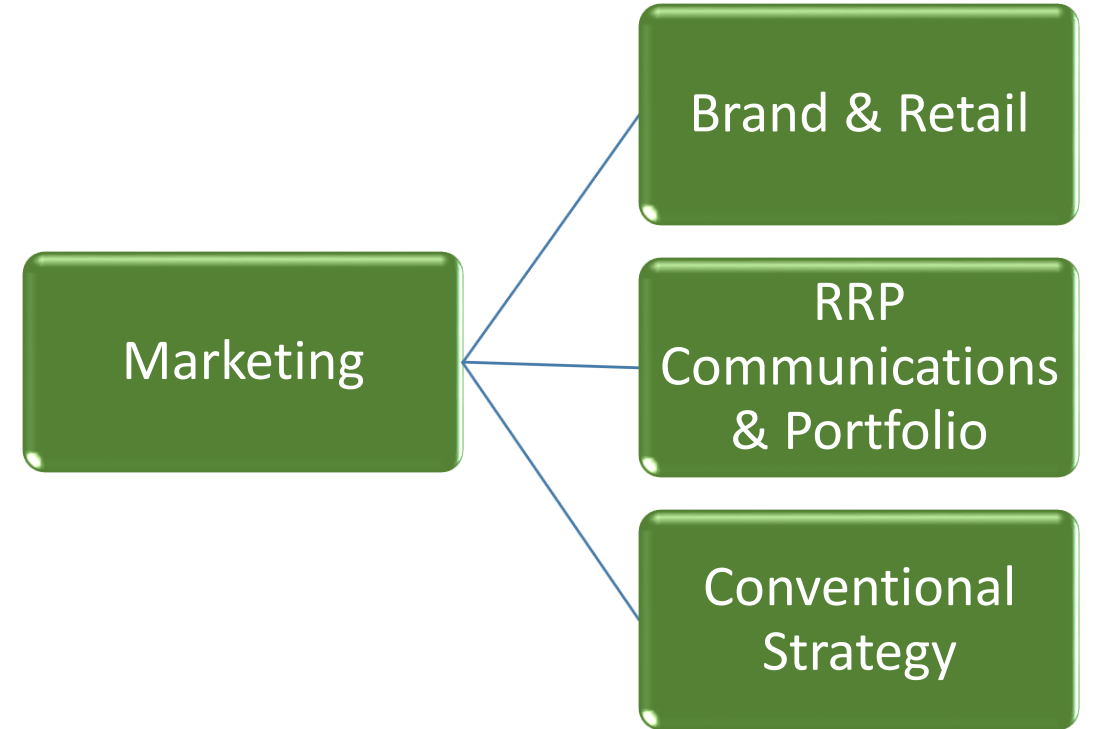 Marketing
Brand & Retail
RRP
Communications
& Portfolio
Conventional
Strategy